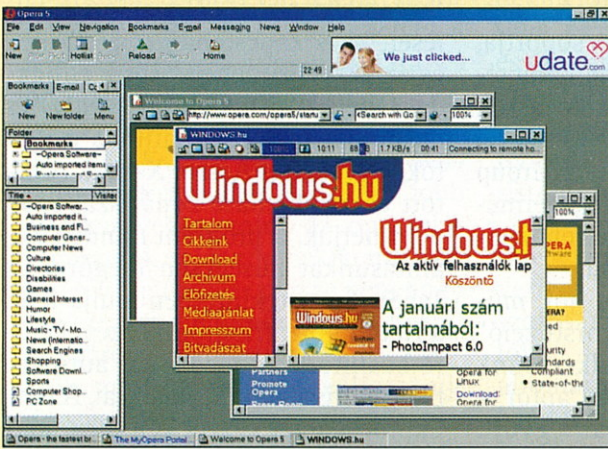 Opera 5
File Edit View Navigation Bookmarks E-mail Messaging News Window Help
New Hotlist Reload Home
22:49
We just clicked...
udate.com
Bookmarks E-mail
New New folder Menu
Folder
Bookmarks
-Opera Software-
Auto imported items
Title
-Opera Softwar..
Auto imported it..
Business and Fi..
Computer Gener..
Computer News
Culture
Directories
Disabilities
Games
General Interest
Humor
Lifestyle
Music - TV - Mo...
News (Internatio...
Search Engines
Shopping
Software Downl...
Sports
Computer Shop...
PC Zone
Welcome to Opera 5
http://www.opera.com/opera5/startu
<Search with Go
100%
WINDOWS.hu
100% 10:11 1.7 KB/s 00:41 Connecting to remote ho...
Windows.hu
Tartalom
Cikkeink
Download
Archívum
Előfizetés
Médiaajánlat
Impresszum
Bitvadászat
Az aktív felhasználók lap
Köszöntő
Windows.hu
A januári szám
tartalmából:
- PhotoImpact 6.0
100%
Partners
Promote
Opera
Opera for
Linux
Download:
Opera for
Compliant
State-of-the
Opera - the fastest br... The MyOpera Portal... Welcome to Opera 5 WINDOWS.hu